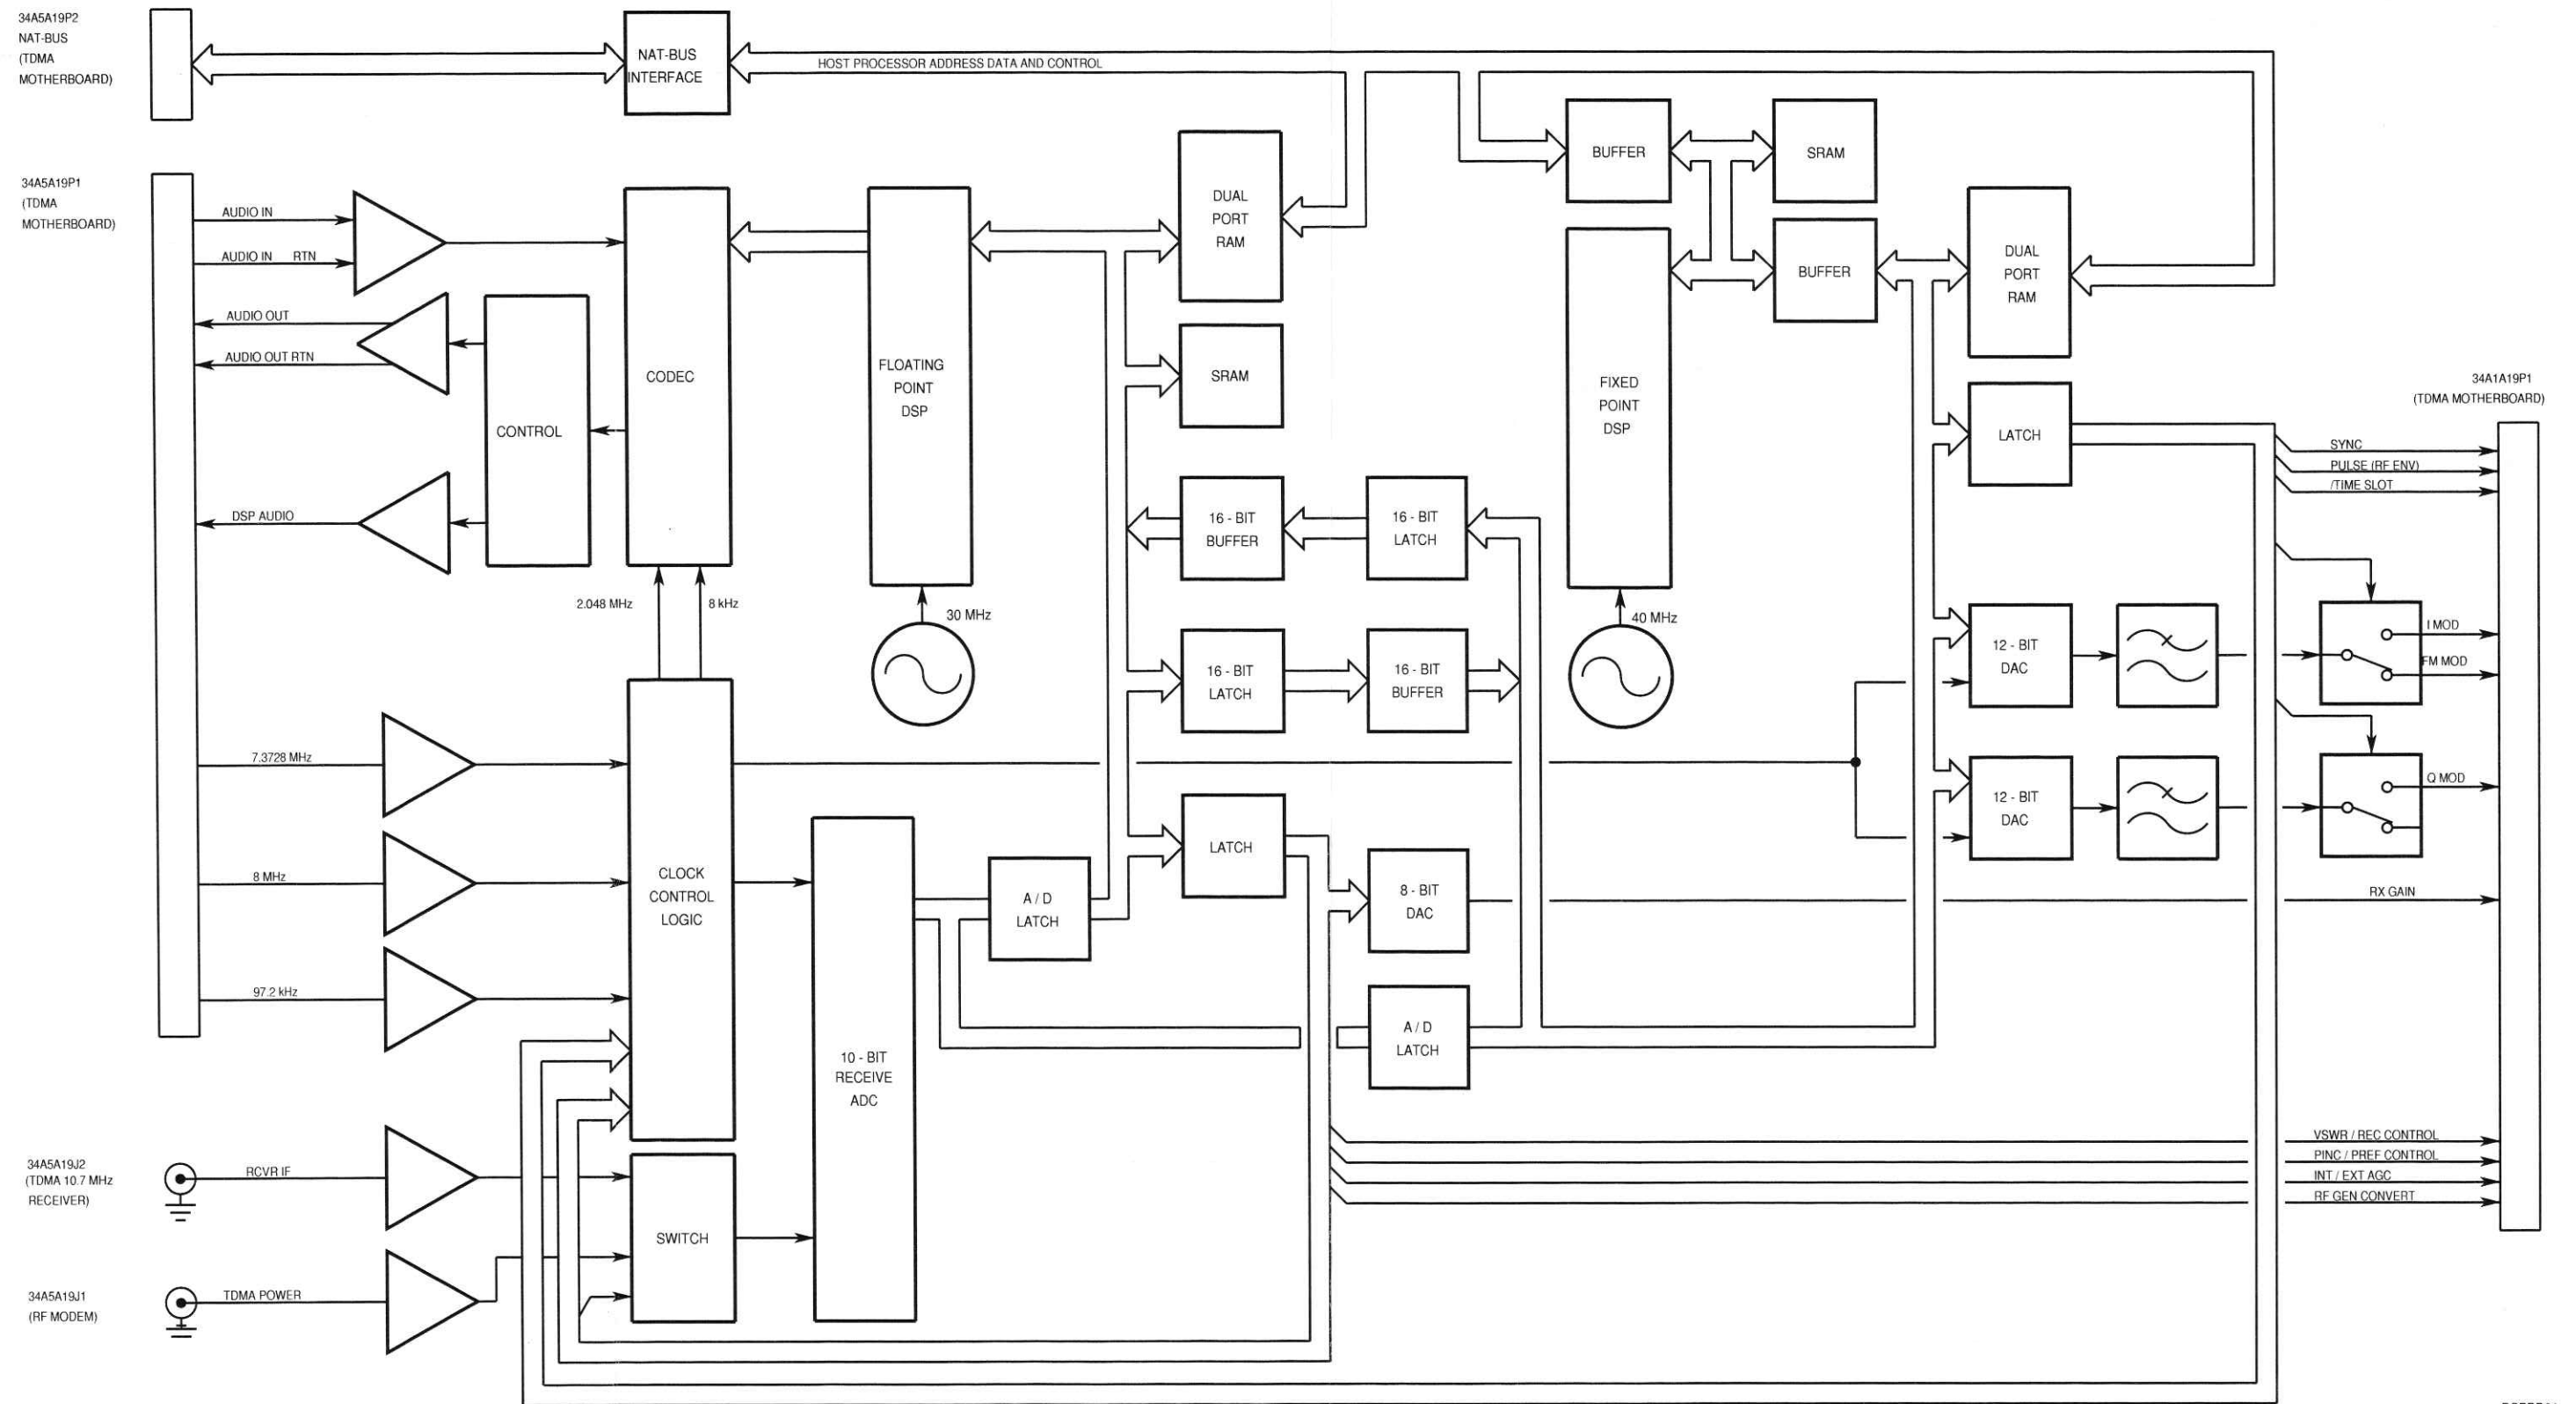 34A5A19P2
NAT-BUS
(TDMA
MOTHERBOARD)
NAT-BUS
INTERFACE
HOST PROCESSOR ADDRESS DATA AND CONTROL
34A5A19P1
(TDMA
MOTHERBOARD)
AUDIO IN
AUDIO IN RTN
AUDIO OUT
AUDIO OUT RTN
DSP AUDIO
CONTROL
CODEC
2.048 MHz
8 kHz
FLOATING
POINT
DSP
30 MHz
DUAL
PORT
RAM
SRAM
16 - BIT
BUFFER
16 - BIT
LATCH
16 - BIT
LATCH
16 - BIT
BUFFER
BUFFER
SRAM
BUFFER
FIXED
POINT
DSP
40 MHz
DUAL
PORT
RAM
LATCH
34A1A19P1
(TDMA MOTHERBOARD)
SYNC
PULSE (RF ENV)
/TIME SLOT
12 - BIT
DAC
I MOD
FM MOD
12 - BIT
DAC
Q MOD
7.3728 MHz
8 MHz
97.2 kHz
CLOCK
CONTROL
LOGIC
10 - BIT
RECEIVE
ADC
A / D
LATCH
LATCH
8 - BIT
DAC
RX GAIN
A / D
LATCH
VSWR / REC CONTROL
PINC / PREF CONTROL
INT / EXT AGC
RF GEN CONVERT
34A5A19J2
(TDMA 10.7 MHz
RECEIVER)
RCVR IF
SWITCH
34A5A19J1
(RF MODEM)
TDMA POWER